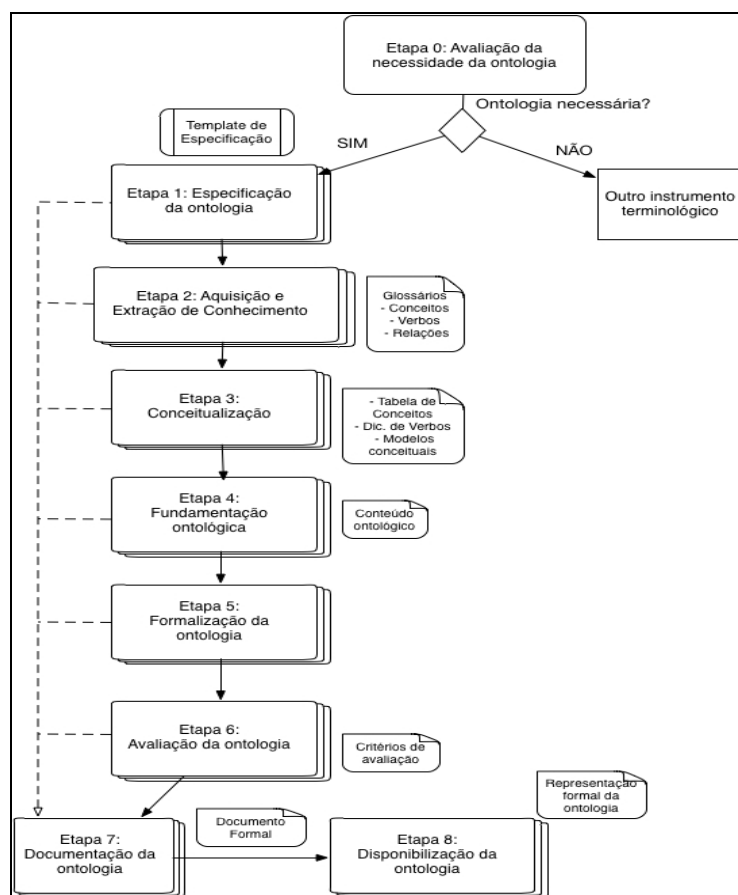 Etapa 0: Avaliação da
necessidade da ontologia
Ontologia necessária?
Template de
Especificação
SIM
NÃO
Etapa 1: Especificação
da ontologia
Outro instrumento
terminológico
Etapa 2: Aquisição e
Extração de Conhecimento
Glossários
- Conceitos
- Verbos
- Relações
Etapa 3:
Conceitualização
- Tabela de
Conceitos
- Dic. de Verbos
- Modelos
conceituais
Etapa 4:
Fundamentação
ontológica
Conteúdo
ontológico
Etapa 5:
Formalização da
ontologia
Etapa 6:
Avaliação da ontologia
Critérios de
avaliação
Representação
formal da
ontologia
Etapa 7:
Documentação da
ontologia
Documento
Formal
Etapa 8:
Disponibilização da
ontologia